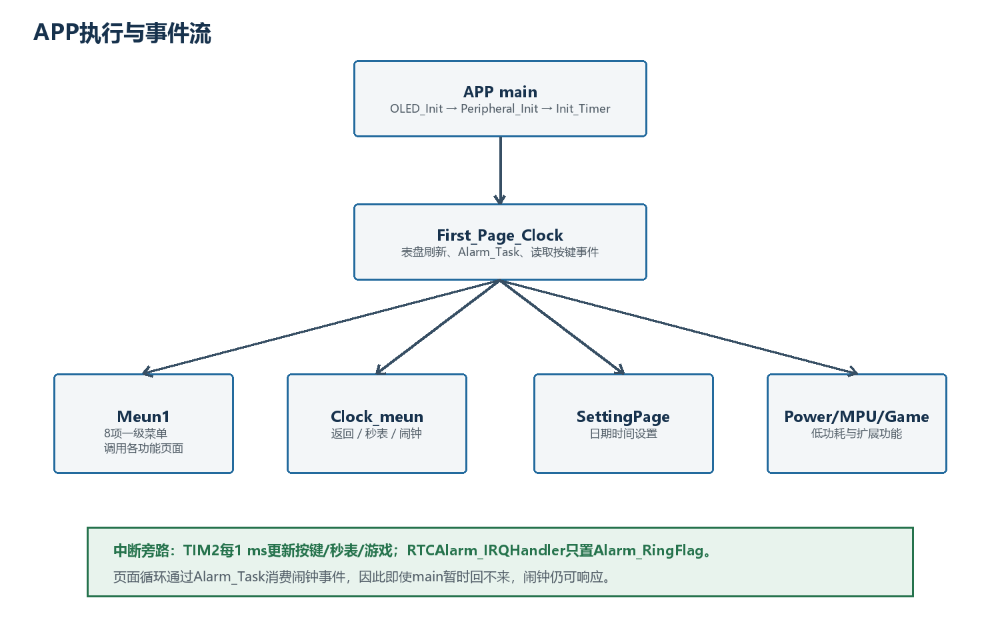 APP执行与事件流
APP main
OLED_Init → Peripheral_Init → Init_Timer
First_Page_Clock
表盘刷新、Alarm_Task、读取按键事件
Meun1
8项一级菜单
调用各功能页面
Clock_meun
返回 / 秒表 / 闹钟
SettingPage
日期时间设置
Power/MPU/Game
低功耗与扩展功能
中断旁路：TIM2每1 ms更新按键/秒表/游戏；RTCAlarm_IRQHandler只置Alarm_RingFlag。
页面循环通过Alarm_Task消费闹钟事件，因此即使main暂时回不来，闹钟仍可响应。